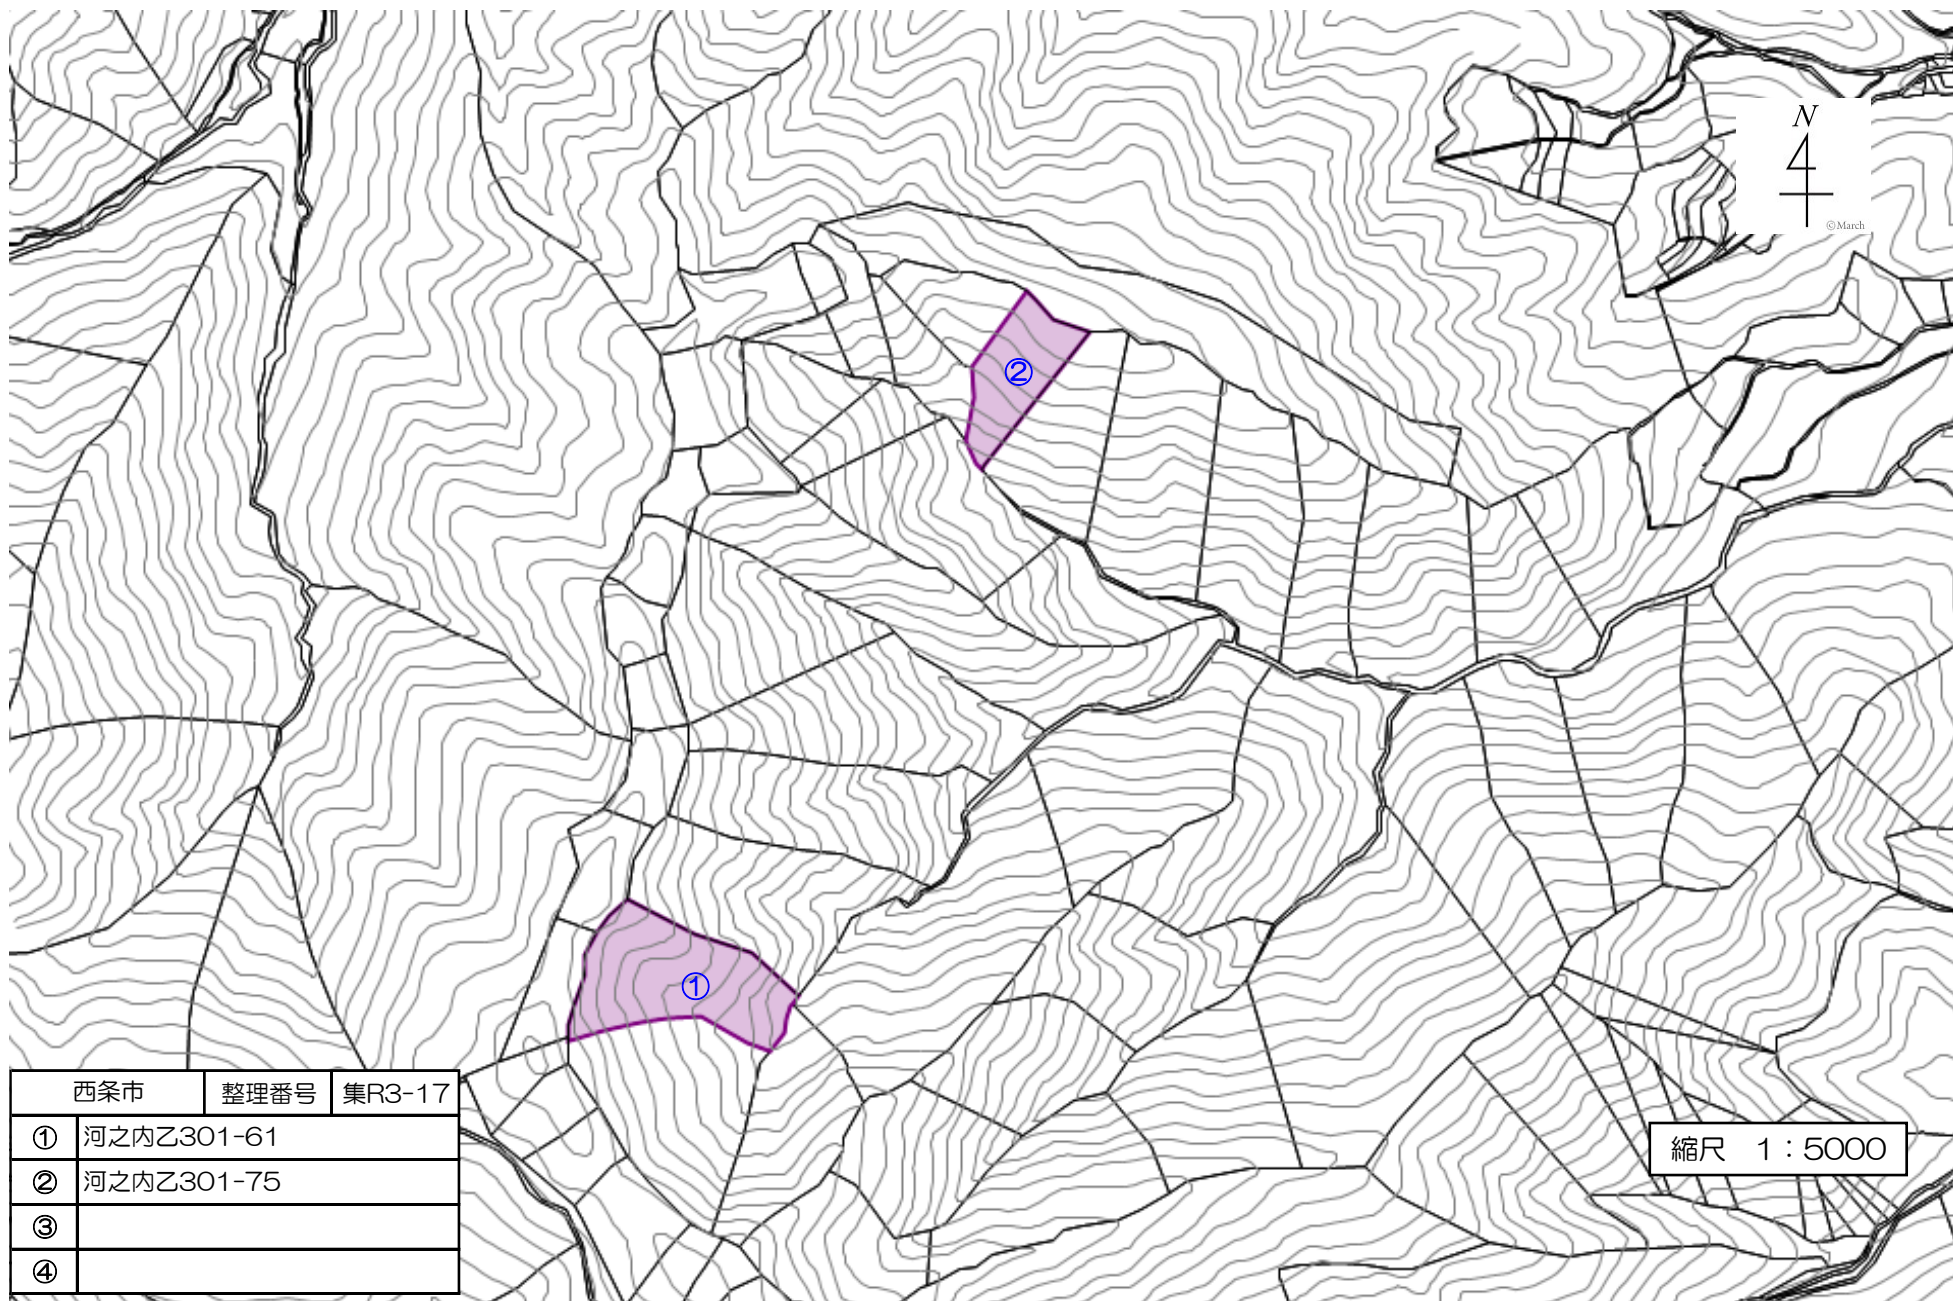 N
©March
②
①
西条市 整理番号 集R3-17
① 河之内乙301-61
② 河之内乙301-75
③
④
縮尺 1：5000